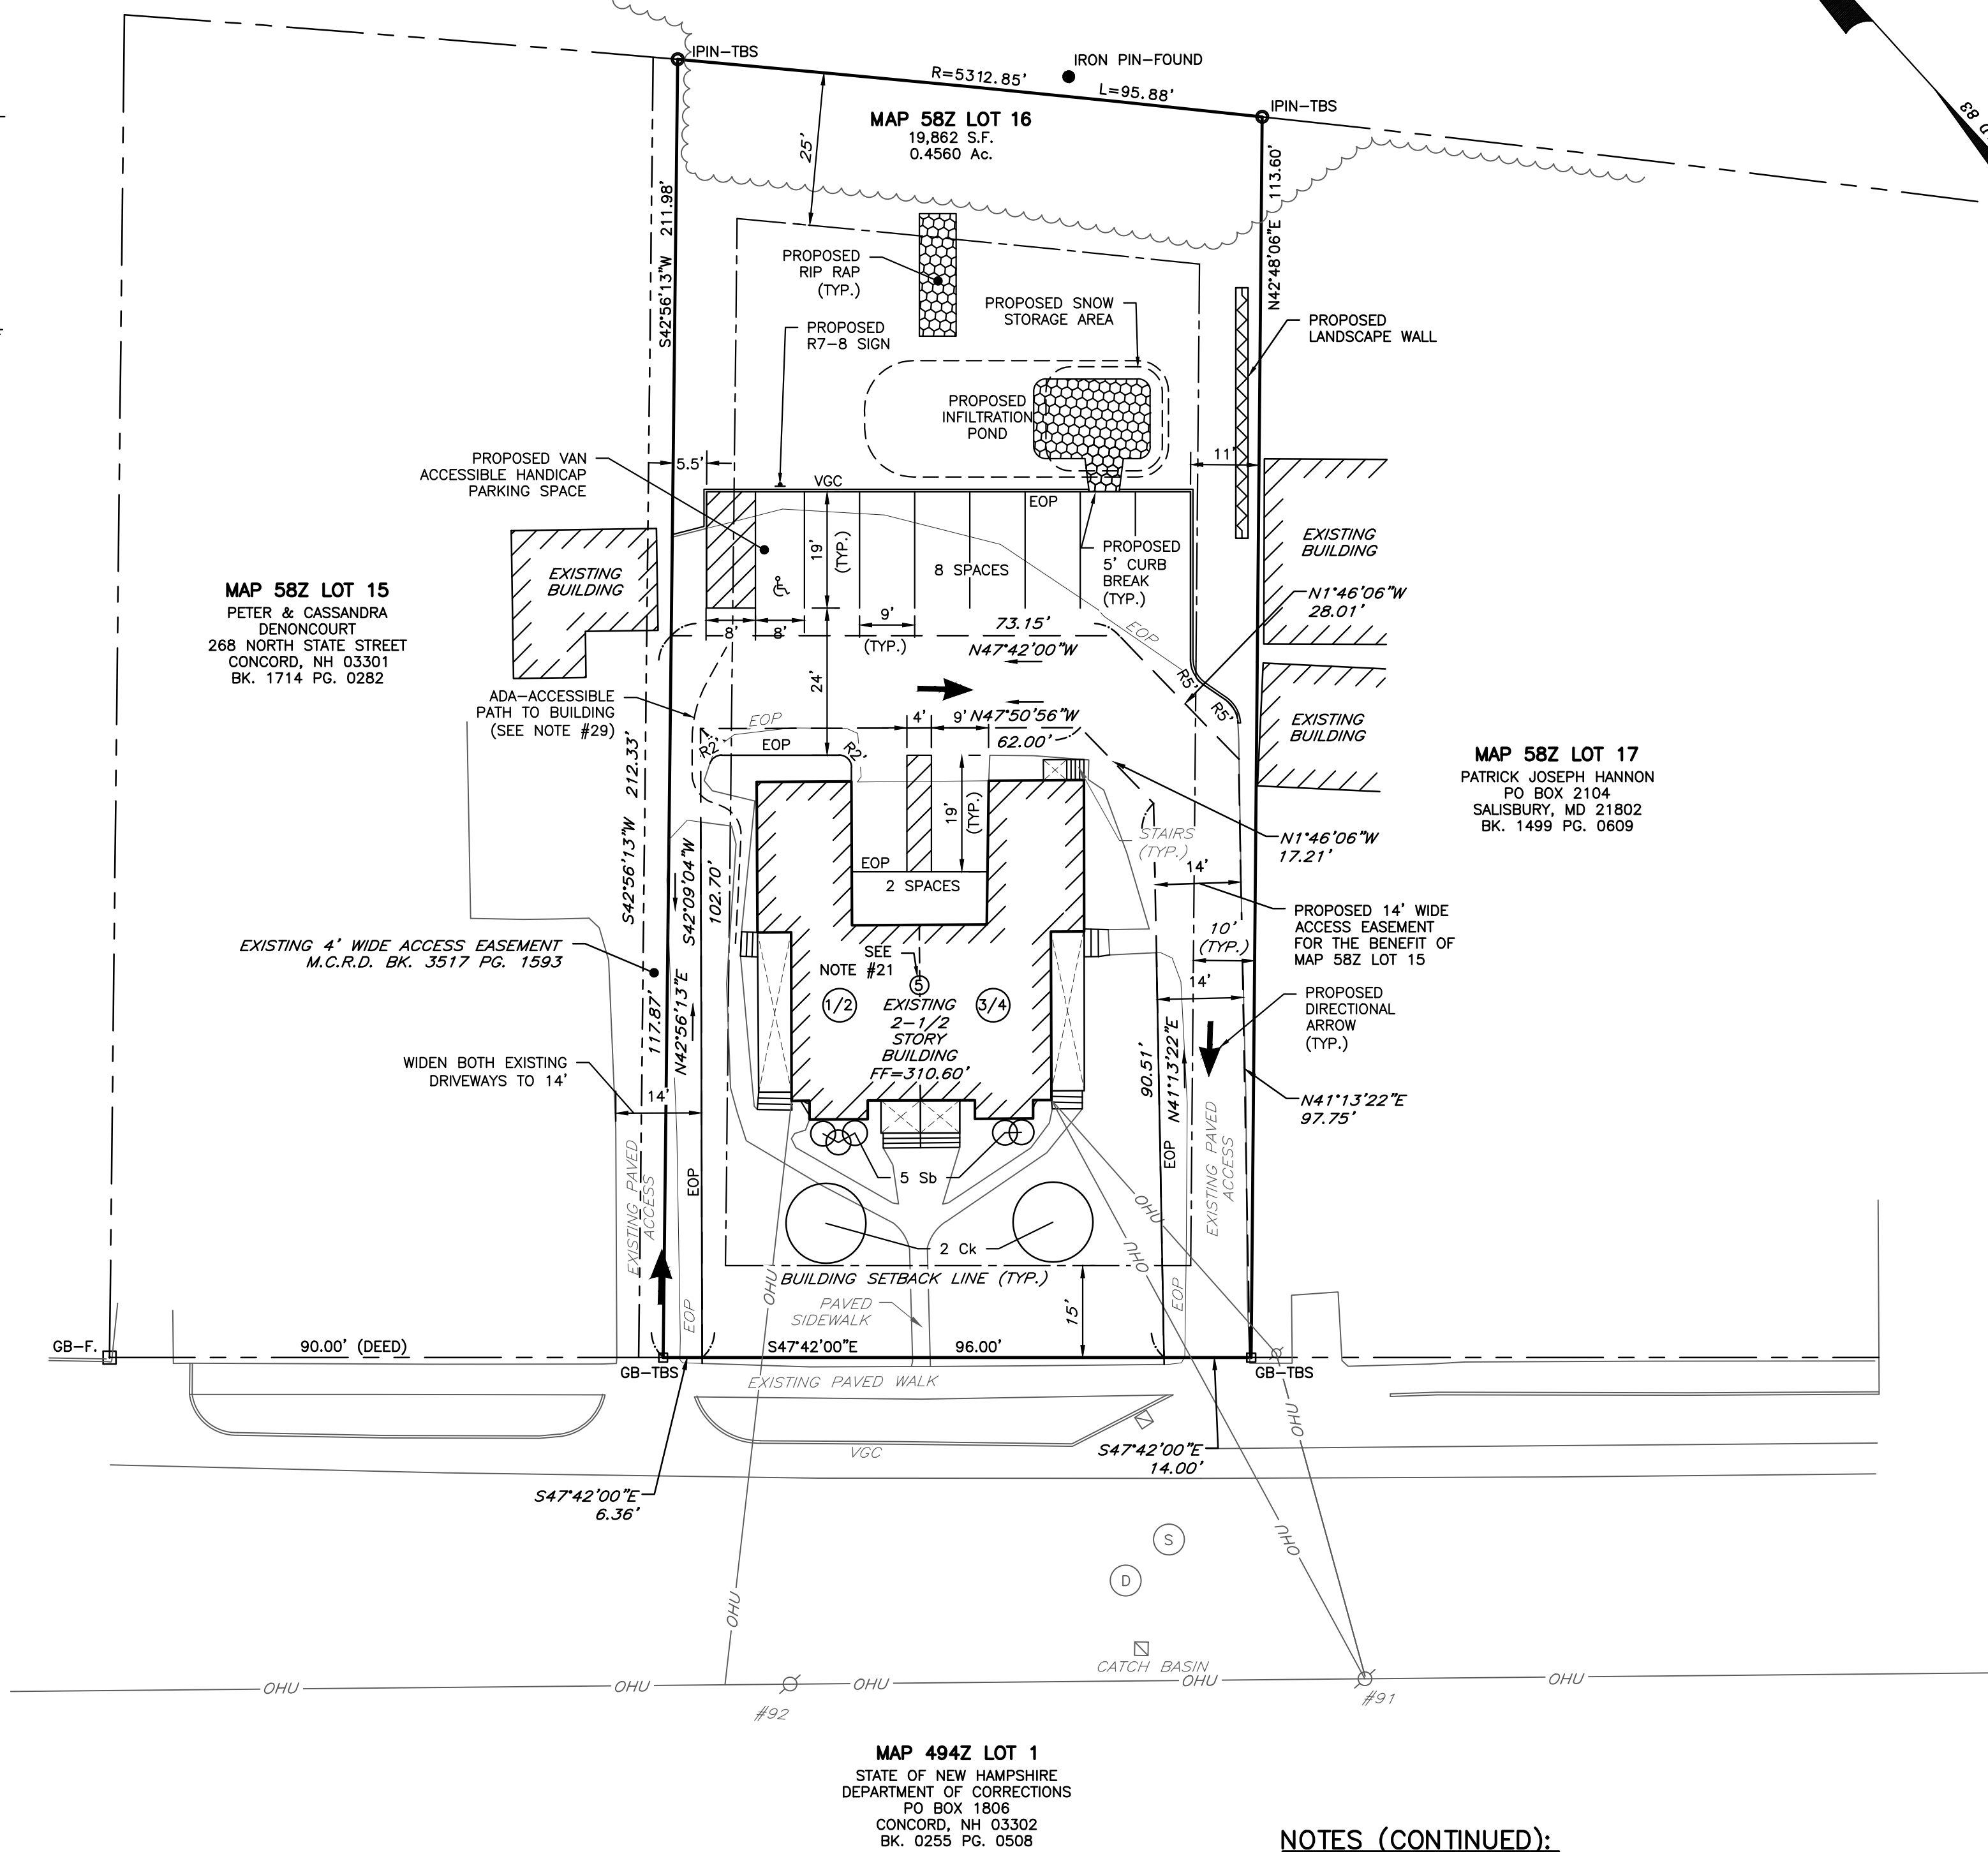 IPIN-TBS
R=5312.85'
L=95.88'
IRON PIN-FOUND
IPIN-TBS
D 83
MAP 58Z LOT 16
19,862 S.F.
0.4560 Ac.
25'
S42°56'13"W 211.98'
N42°48'06"E 113.60'
PROPOSED
RIP RAP
(TYP.)
PROPOSED SNOW
STORAGE AREA
PROPOSED
R7-8 SIGN
PROPOSED
LANDSCAPE WALL
PROPOSED
INFILTRATION
POND
PROPOSED VAN
ACCESSIBLE HANDICAP
PARKING SPACE
5.5'
VGC
EOP
11'
EXISTING
BUILDING
EXISTING
BUILDING
19'
(TYP.)
8 SPACES
PROPOSED
5' CURB
BREAK
(TYP.)
MAP 58Z LOT 15
PETER & CASSANDRA
DENONCOURT
268 NORTH STATE STREET
CONCORD, NH 03301
BK. 1714 PG. 0282
N1°46'06"W
28.01'
8'
8'
9'
(TYP.)
73.15'
N47°42'00"W
EOP
24'
R5'
R5'
ADA-ACCESSIBLE
PATH TO BUILDING
(SEE NOTE #29)
EOP
EOP
R2'
R2'
4'
9'
N47°50'56"W
62.00'
EXISTING
BUILDING
MAP 58Z LOT 17
PATRICK JOSEPH HANNON
PO BOX 2104
SALISBURY, MD 21802
BK. 1499 PG. 0609
19'
(TYP.)
STAIRS
(TYP.)
N1°46'06"W
17.21'
EOP
2 SPACES
14'
S42°56'13"W 212.33'
S42°09'04"W
102.70'
PROPOSED 14' WIDE
ACCESS EASEMENT
FOR THE BENEFIT OF
MAP 58Z LOT 15
10'
(TYP.)
EXISTING 4' WIDE ACCESS EASEMENT
M.C.R.D. BK. 3517 PG. 1593
SEE
NOTE #21
5
1/2
3/4
EXISTING
2-1/2
STORY
BUILDING
FF=310.60'
14'
PROPOSED
DIRECTIONAL
ARROW
(TYP.)
117.87'
N42°56'13"E
90.51'
N41°13'22"E
WIDEN BOTH EXISTING
DRIVEWAYS TO 14'
14'
N41°13'22"E
97.75'
EXISTING PAVED
ACCESS
EOP
5 Sb
EOP
EXISTING PAVED
ACCESS
OHU
OHU
2 Ck
BUILDING SETBACK LINE (TYP.)
OHU
EOP
PAVED
SIDEWALK
15'
EOP
GB-F.
90.00' (DEED)
S47°42'00"E
96.00'
GB-TBS
GB-TBS
EXISTING PAVED WALK
OHU
VGC
S47°42'00"E
14.00'
S47°42'00"E
6.36'
S
OHU
D
OHU
CATCH BASIN
OHU
OHU
OHU
OHU
OHU
#92
#91
MAP 494Z LOT 1
STATE OF NEW HAMPSHIRE
DEPARTMENT OF CORRECTIONS
PO BOX 1806
CONCORD, NH 03302
BK. 0255 PG. 0508
NOTES (CONTINUED):